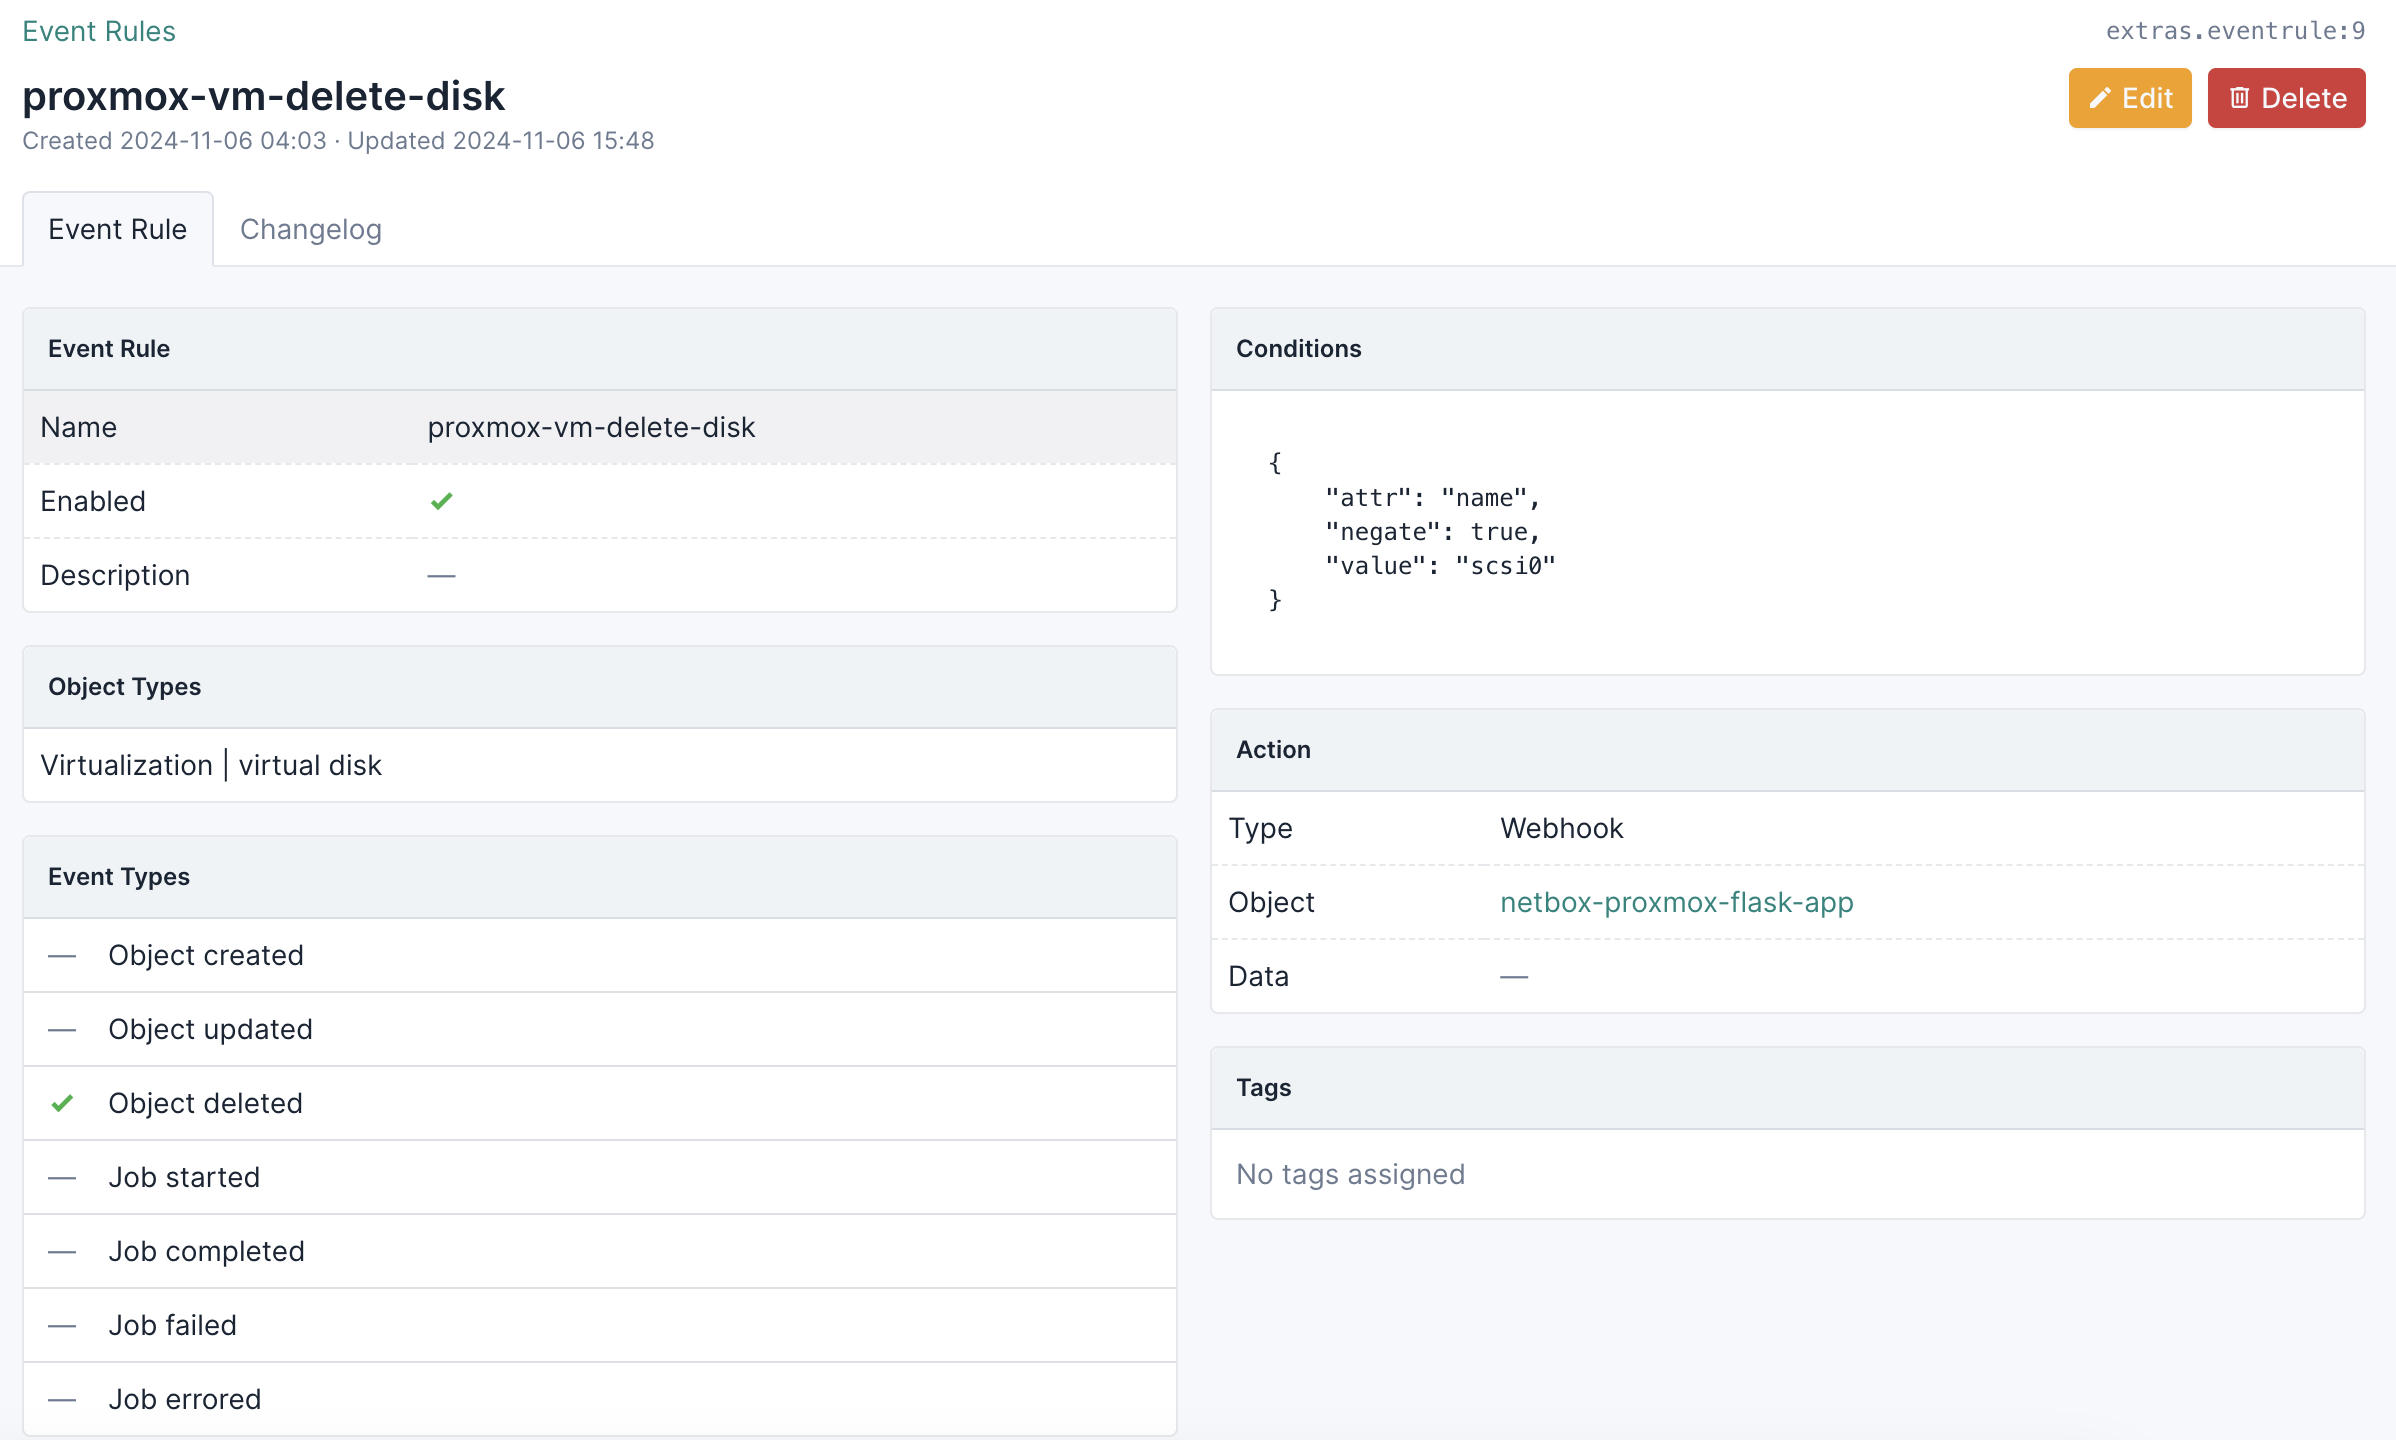 Event Rules
extras.eventrule:9
proxmox-vm-delete-disk
Edit
Delete
Created 2024-11-06 04:03 · Updated 2024-11-06 15:48
Event Rule
Changelog
Event Rule
Name proxmox-vm-delete-disk
Enabled
Description —
Object Types
Virtualization | virtual disk
Event Types
— Object created
— Object updated
Object deleted
— Job started
— Job completed
— Job failed
— Job errored
Conditions
{
    "attr": "name",
    "negate": true,
    "value": "scsi0"
}
Action
Type Webhook
Object netbox-proxmox-flask-app
Data —
Tags
No tags assigned